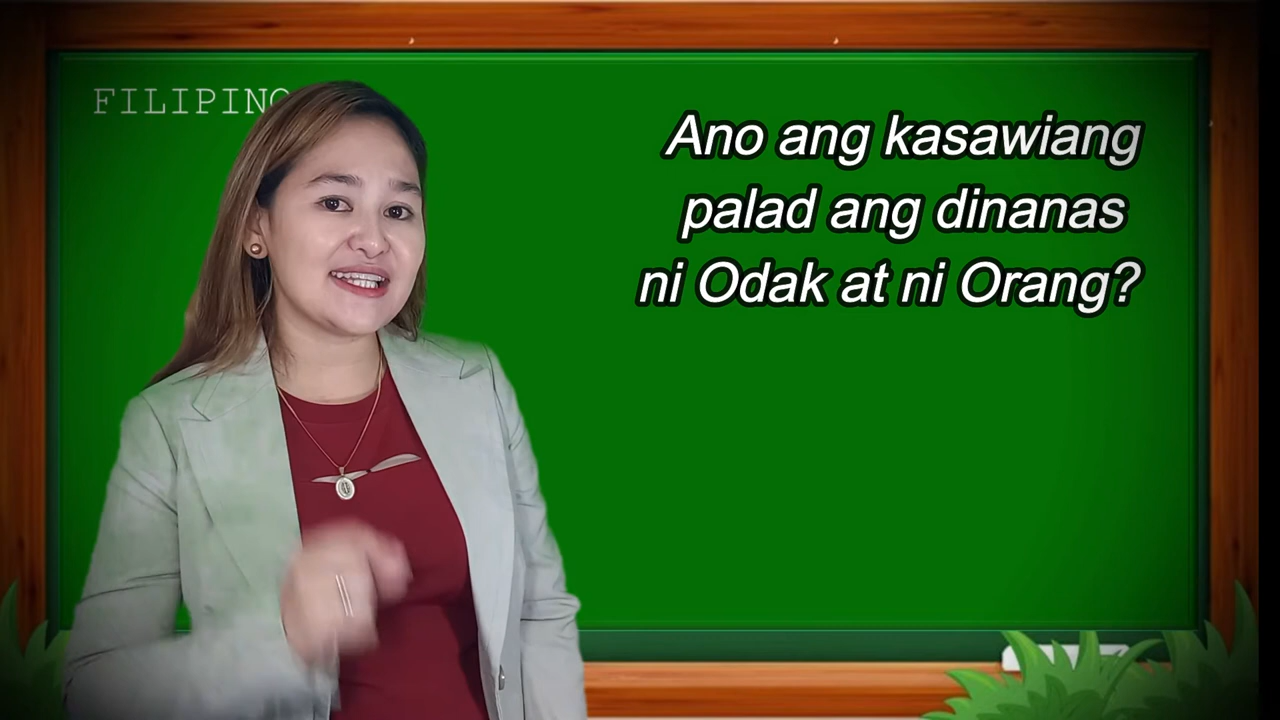 FILIPINO
Ano ang kasawiang
palad ang dinanas
ni Odak at ni Orang?